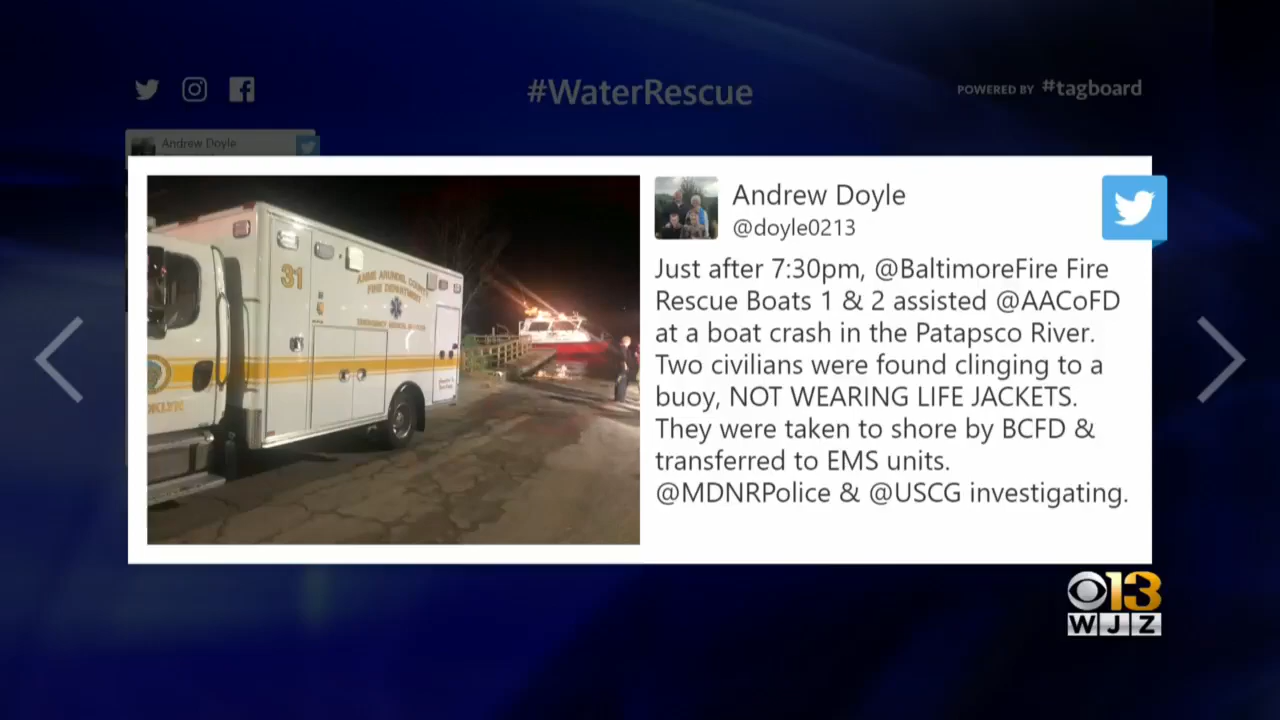 #WaterRescue
POWERED BY #tagboard
Andrew Doyle
Andrew Doyle
@doyle0213
Just after 7:30pm, @BaltimoreFire Fire
Rescue Boats 1 & 2 assisted @AACoFD
at a boat crash in the Patapsco River.
Two civilians were found clinging to a
buoy, NOT WEARING LIFE JACKETS.
They were taken to shore by BCFD &
transferred to EMS units.
@MDNRPolice & @USCG investigating.
31
ANNE ARUNDEL COUNTY
FIRE DEPARTMENT
OKLYN
13
WJZ